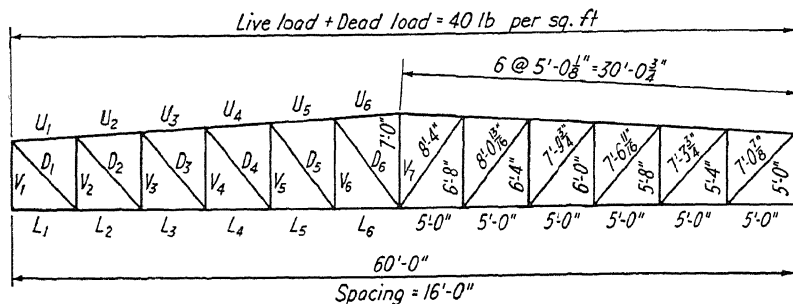 Live load + Dead load = 40 lb per sq. ft
6 @ 5'-0 1/8" = 30'-0 3/4"
U1 U2 U3 U4 U5 U6
7'-0"
8'-4" 8'-0 13/16" 7'-9 3/4" 7'-6 11/16" 7'-3 3/4" 7'-0 7/8"
V1 D1 V2 D2 V3 D3 V4 D4 V5 D5 V6 D6 V7
6'-8" 6'-4" 6'-0" 5'-8" 5'-4" 5'-0"
L1 L2 L3 L4 L5 L6 5'-0" 5'-0" 5'-0" 5'-0" 5'-0" 5'-0"
60'-0"
Spacing = 16'-0"